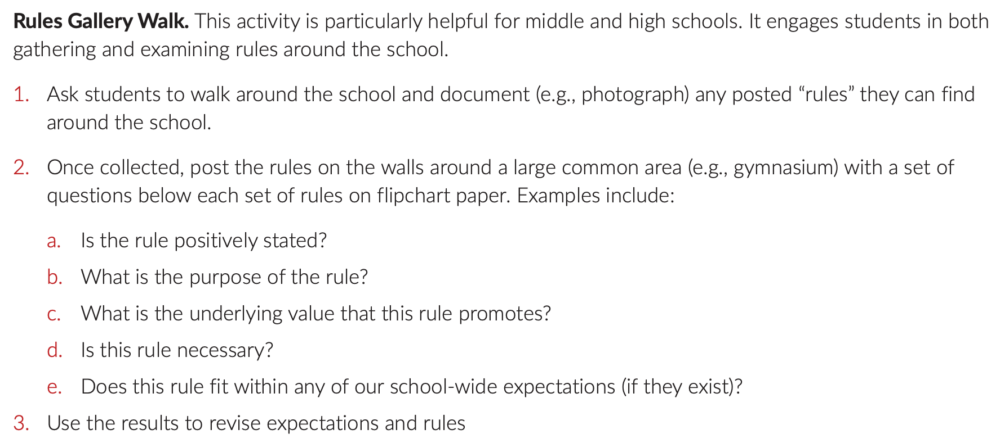 Rules Gallery Walk. This activity is particularly helpful for middle and high schools. It engages students in both
gathering and examining rules around the school.
1. Ask students to walk around the school and document (e.g., photograph) any posted “rules” they can find
around the school.
2. Once collected, post the rules on the walls around a large common area (e.g., gymnasium) with a set of
questions below each set of rules on flipchart paper. Examples include:
a. Is the rule positively stated?
b. What is the purpose of the rule?
c. What is the underlying value that this rule promotes?
d. Is this rule necessary?
e. Does this rule fit within any of our school-wide expectations (if they exist)?
3. Use the results to revise expectations and rules